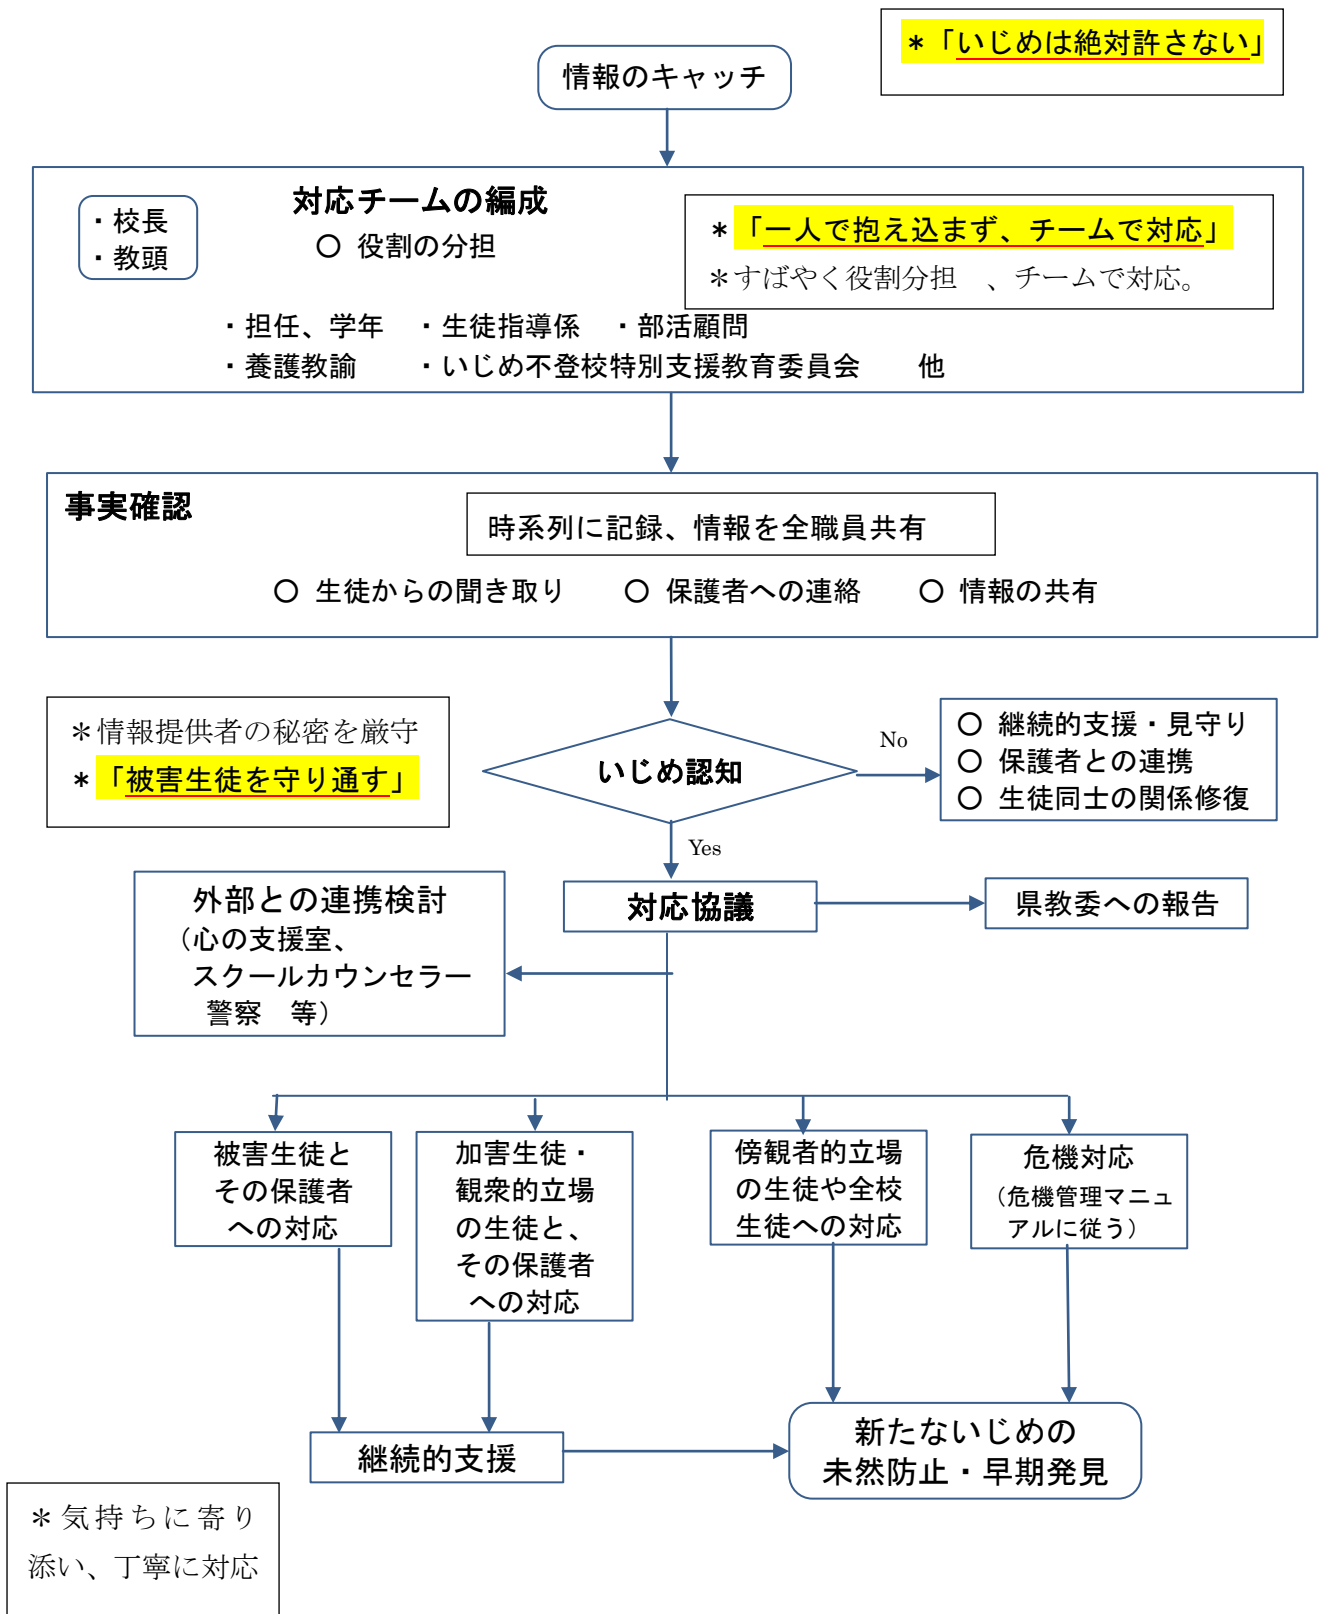 ＊「いじめは絶対許さない」
情報のキャッチ
対応チームの編成
・校長
・教頭
〇 役割の分担
＊「一人で抱え込まず、チームで対応」
＊すばやく役割分担　、チームで対応。
・担任、学年　・生徒指導係　・部活顧問
・養護教諭　　・いじめ不登校特別支援教育委員会　　他
事実確認
時系列に記録、情報を全職員共有
〇 生徒からの聞き取り　〇 保護者への連絡　〇 情報の共有
＊情報提供者の秘密を厳守
＊「被害生徒を守り通す」
いじめ認知
No
〇 継続的支援・見守り
〇 保護者との連携
〇 生徒同士の関係修復
Yes
外部との連携検討
（心の支援室、
スクールカウンセラー
警察　等）
対応協議
県教委への報告
被害生徒と
その保護者
への対応
加害生徒・
観衆的立場
の生徒と、
その保護者
への対応
傍観者的立場
の生徒や全校
生徒への対応
危機対応
（危機管理マニュ
アルに従う）
継続的支援
新たないじめの
未然防止・早期発見
＊気持ちに寄り
添い、丁寧に対応